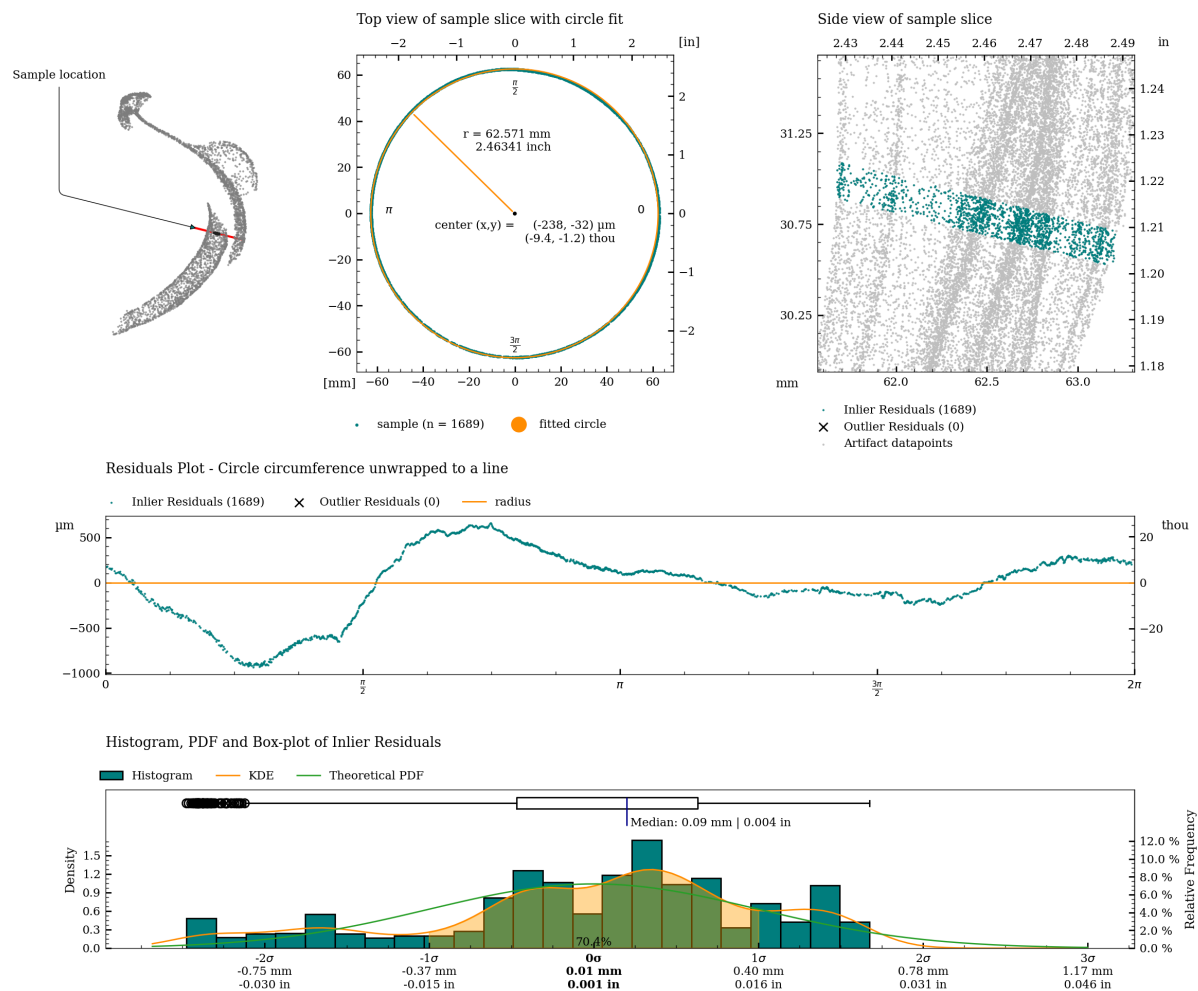 Top view of sample slice with circle fit
Side view of sample slice
−2 −1 0 1 2 [in]
2.43 2.44 2.45 2.46 2.47 2.48 2.49 in
Sample location
60
40
20
0
−20
−40
−60
π/2
r = 62.571 mm
2.46341 inch
π
0
center (x,y) = (-238, -32) µm
(-9.4, -1.2) thou
3π/2
2
1
0
−1
−2
[mm] −60 −40 −20 0 20 40 60
31.25
30.75
30.25
1.24
1.23
1.22
1.21
1.20
1.19
1.18
mm 62.0 62.5 63.0
sample (n = 1689) fitted circle
Inlier Residuals (1689)
Outlier Residuals (0)
Artifact datapoints
Residuals Plot - Circle circumference unwrapped to a line
Inlier Residuals (1689) Outlier Residuals (0) radius
µm
thou
500
0
−500
−1000
20
0
−20
0 π/2 π 3π/2 2π
Histogram, PDF and Box-plot of Inlier Residuals
Histogram KDE Theoretical PDF
Median: 0.09 mm | 0.004 in
Density
1.5
1.2
0.9
0.6
0.3
0.0
12.0 %
10.0 %
8.0 %
6.0 %
4.0 %
2.0 %
0.0 %
Relative Frequency
70.4%
-2σ -1σ 0σ 1σ 2σ 3σ
-0.75 mm -0.37 mm 0.01 mm 0.40 mm 0.78 mm 1.17 mm
-0.030 in -0.015 in 0.001 in 0.016 in 0.031 in 0.046 in